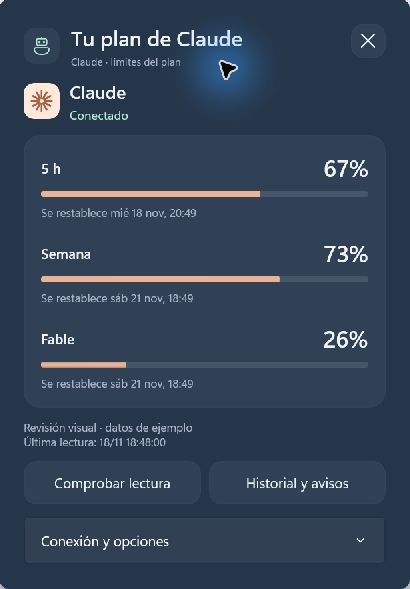 Tu plan de Claude
Claude · límites del plan
Claude
Conectado
5 h
67%
Se restablece mié 18 nov, 20:49
Semana
73%
Se restablece sáb 21 nov, 18:49
Fable
26%
Se restablece sáb 21 nov, 18:49
Revisión visual · datos de ejemplo
Última lectura: 18/11 18:48:00
Comprobar lectura
Historial y avisos
Conexión y opciones